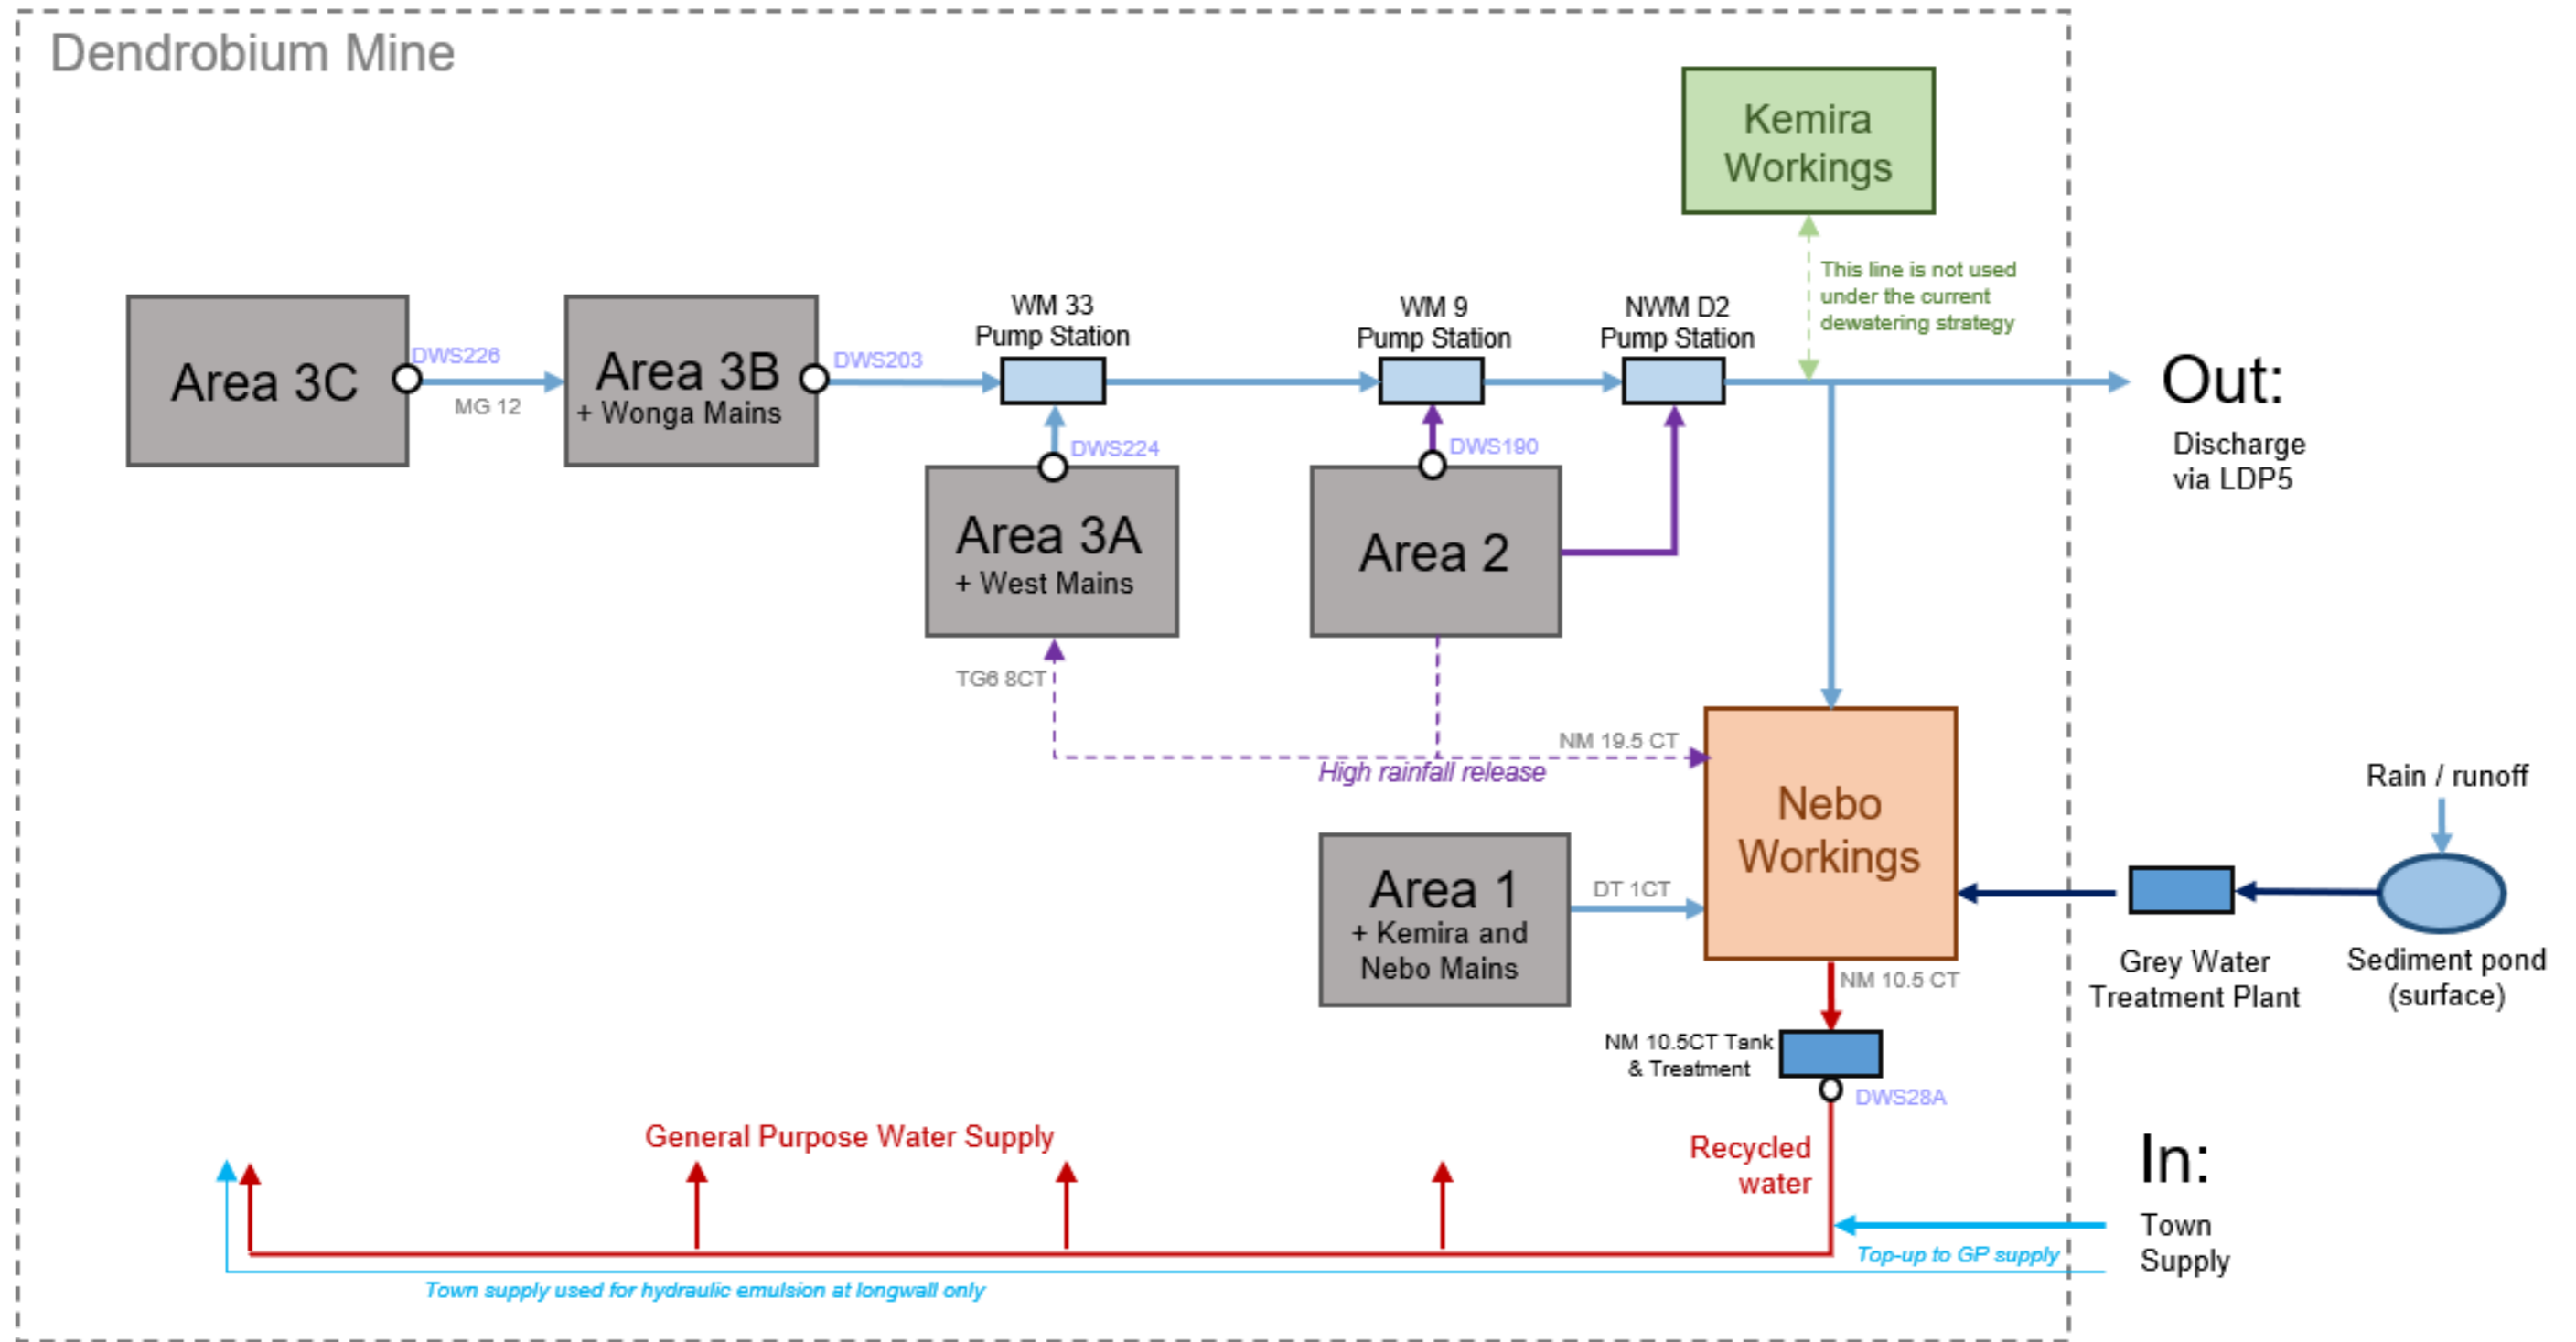 Dendrobium Mine
Kemira
Workings
This line is not used
under the current
dewatering strategy
WM 33
Pump Station
WM 9
Pump Station
NWM D2
Pump Station
Area 3C
DWS226
MG 12
Area 3B
+ Wonga Mains
DWS203
Out:
Discharge
via LDP5
DWS224
DWS190
Area 3A
+ West Mains
Area 2
TG6 8CT
NM 19.5 CT
High rainfall release
Nebo
Workings
Rain / runoff
Area 1
+ Kemira and
Nebo Mains
DT 1CT
Grey Water
Treatment Plant
Sediment pond
(surface)
NM 10.5 CT
NM 10.5CT Tank
& Treatment
DWS28A
General Purpose Water Supply
Recycled
water
In:
Town
Supply
Top-up to GP supply
Town supply used for hydraulic emulsion at longwall only